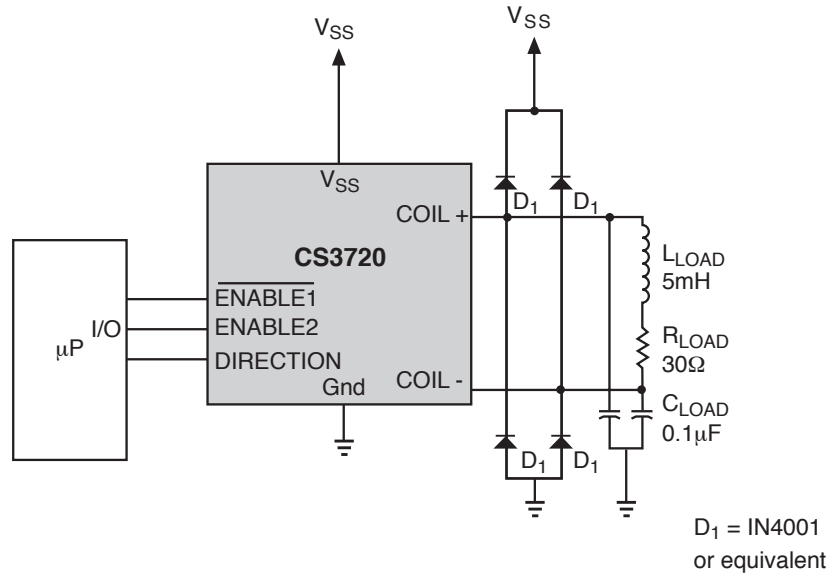 VSS
VSS
VSS
COIL +
D1
D1
CS3720
LLOAD
5mH
ENABLE1
I/O
ENABLE2
μP
DIRECTION
RLOAD
30Ω
Gnd
COIL -
CLOAD
0.1μF
D1
D1
D1 = IN4001
or equivalent